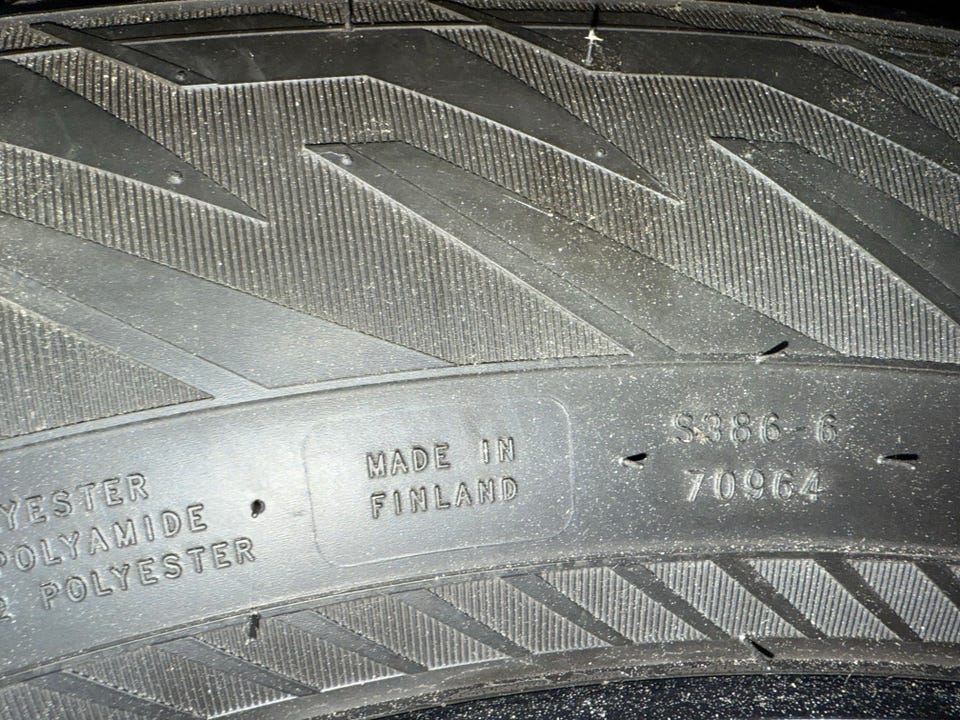 YESTER
POLYAMIDE
2 POLYESTER
MADE IN
FINLAND
S386-6
70964